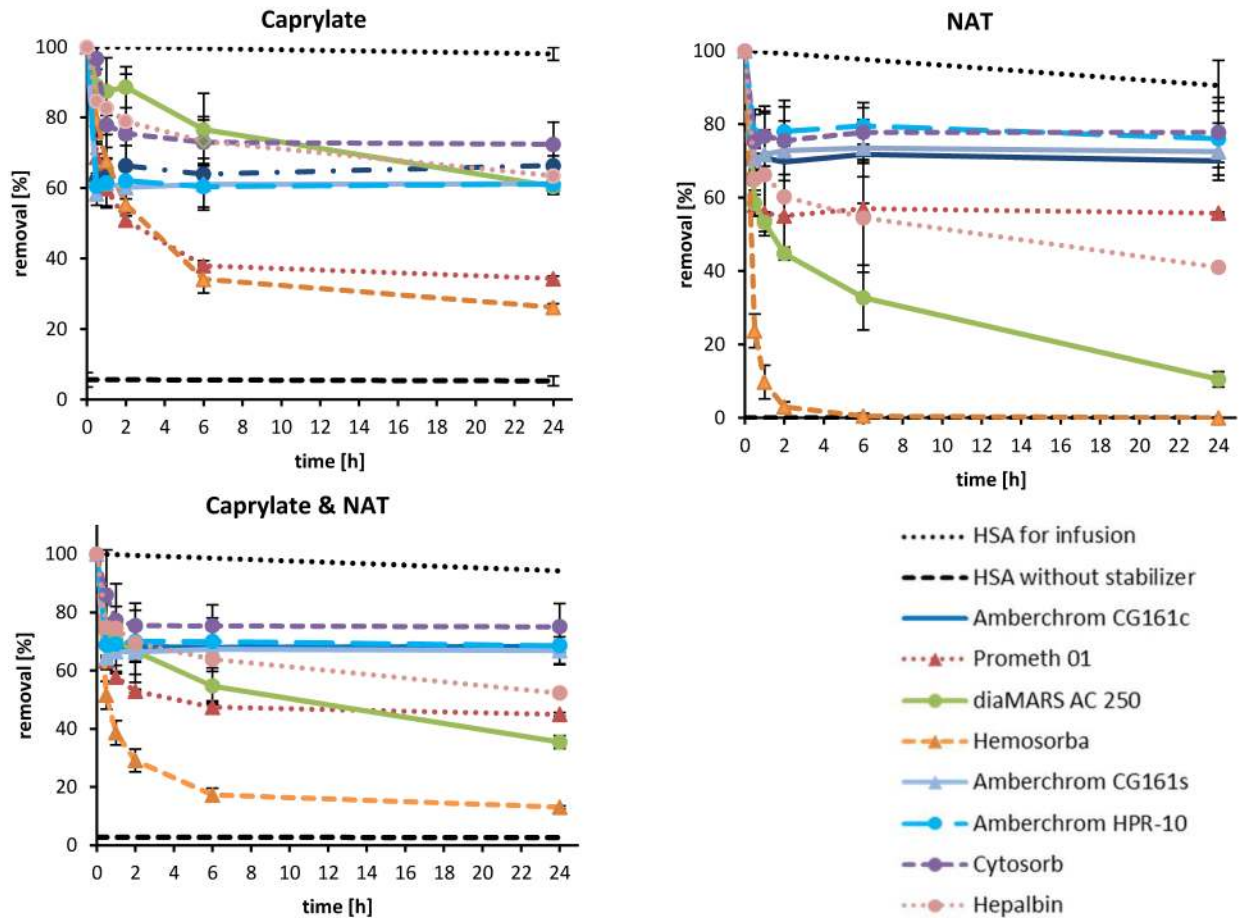 Caprylate
removal [%]
100
80
60
40
20
0
0 2 4 6 8 10 12 14 16 18 20 22 24
time [h]
NAT
removal [%]
100
80
60
40
20
0
0 2 4 6 8 10 12 14 16 18 20 22 24
time [h]
Caprylate & NAT
removal [%]
100
80
60
40
20
0
0 2 4 6 8 10 12 14 16 18 20 22 24
time [h]
HSA for infusion
HSA without stabilizer
Amberchrom CG161c
Prometh 01
diaMARS AC 250
Hemosorba
Amberchrom CG161s
Amberchrom HPR-10
Cytosorb
Hepalbin